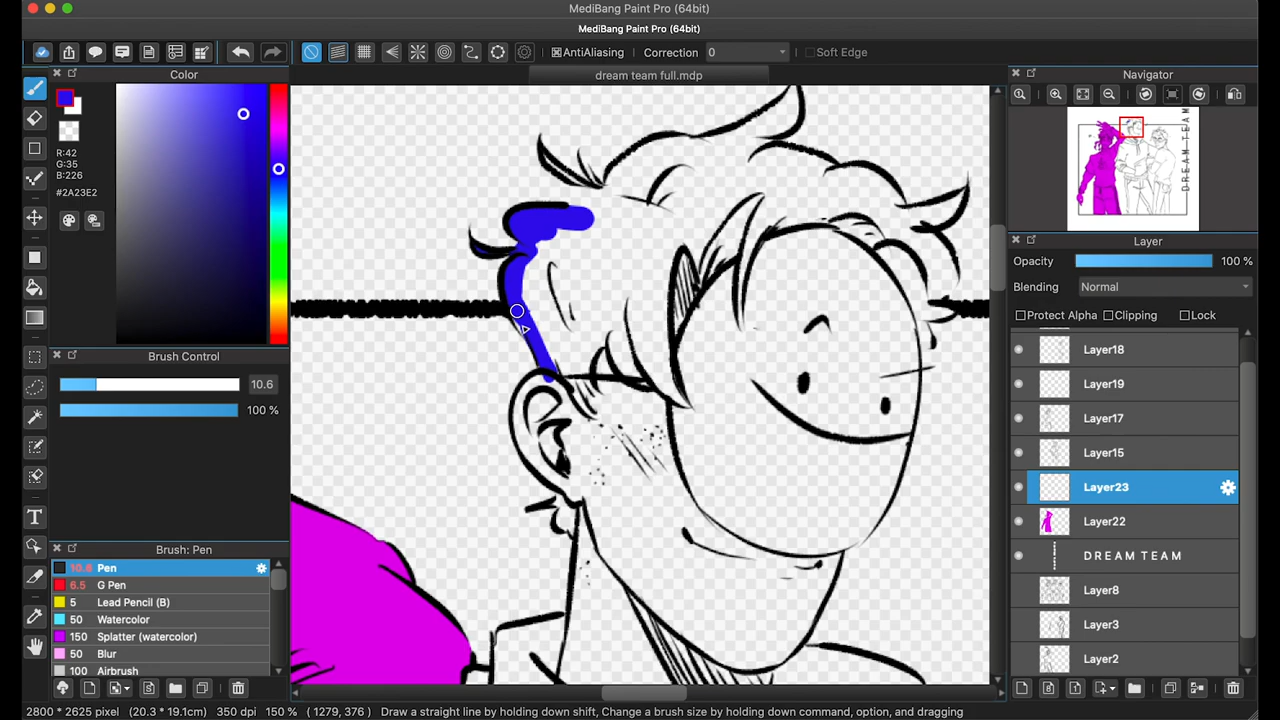 MediBang Paint Pro (64bit)
MediBang Paint Pro (64bit)
AntiAliasing Correction 0 Soft Edge
Color
dream team full.mdp
Navigator
R:42
G:35
B:226
#2A23E2
DREAM TEAM
Layer
Opacity 100 %
Blending Normal
Protect Alpha Clipping Lock
Brush Control
10.6
100 %
Layer18
Layer19
Layer17
Layer15
Layer23
Layer22
DREAM TEAM
Layer8
Layer3
Layer2
Brush: Pen
10.6 Pen
6.5 G Pen
5 Lead Pencil (B)
50 Watercolor
150 Splatter (watercolor)
50 Blur
100 Airbrush
2800 * 2625 pixel (20.3 * 19.1cm) 350 dpi 150 % (1279, 376) Draw a straight line by holding down shift, Change a brush size by holding down command, option, and dragging